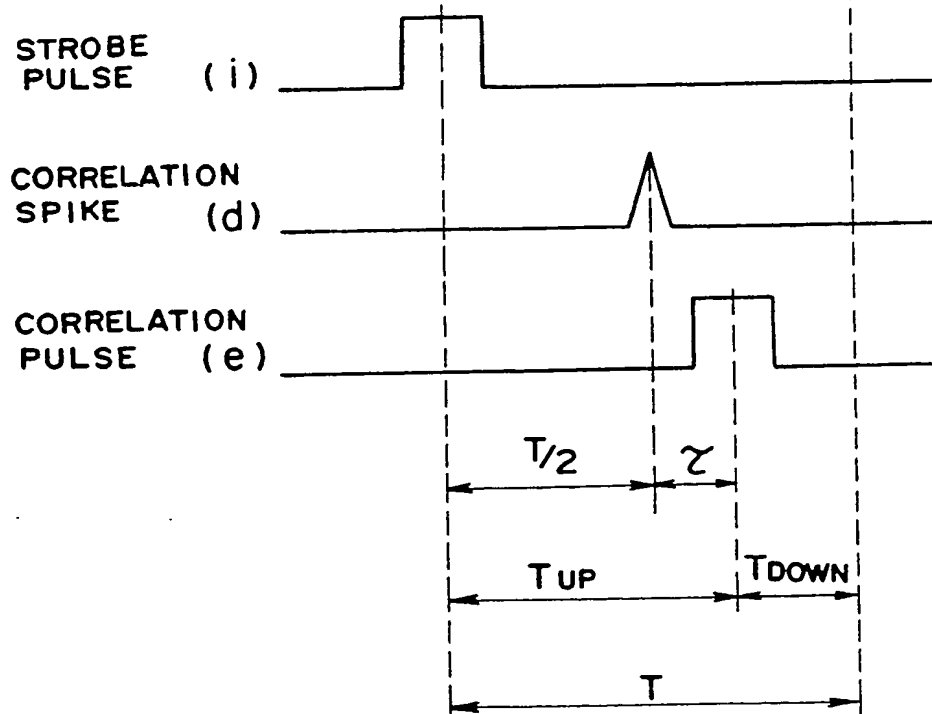 STROBE
PULSE (i)
CORRELATION
SPIKE (d)
CORRELATION
PULSE (e)
T/2
τ
TUP
TDOWN
T